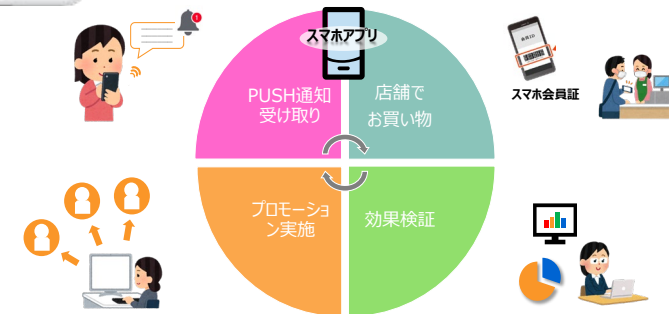 スマホアプリ
PUSH通知
受け取り
店舗で
お買い物
スマホ会員証
プロモーショ
ン実施
効果検証
1